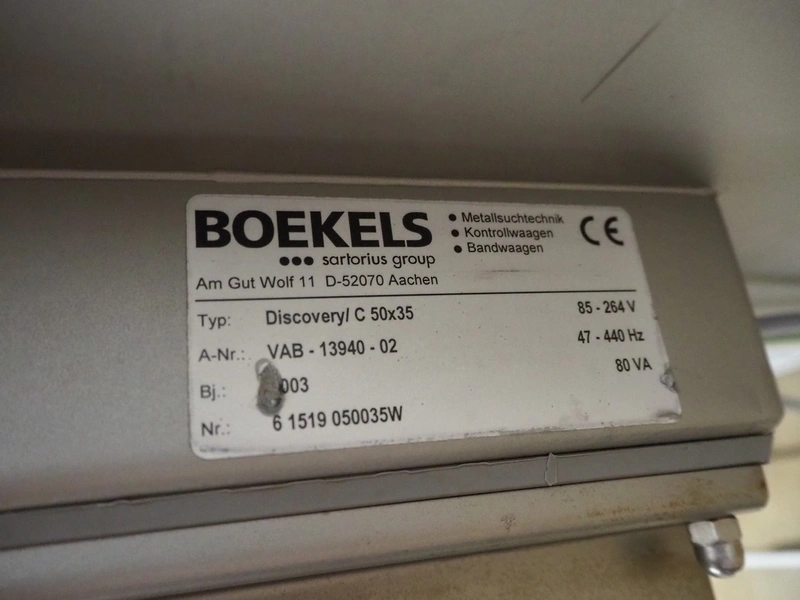 BOEKELS
sartorius group
• Metallsuchtechnik
• Kontrollwaagen
• Bandwaagen
CE
Am Gut Wolf 11 D-52070 Aachen
Typ: Discovery/ C 50x35 85 - 264 V
A-Nr.: VAB - 13940 - 02 47 - 440 Hz
Bj.: 003 80 VA
Nr.: 6 1519 050035W